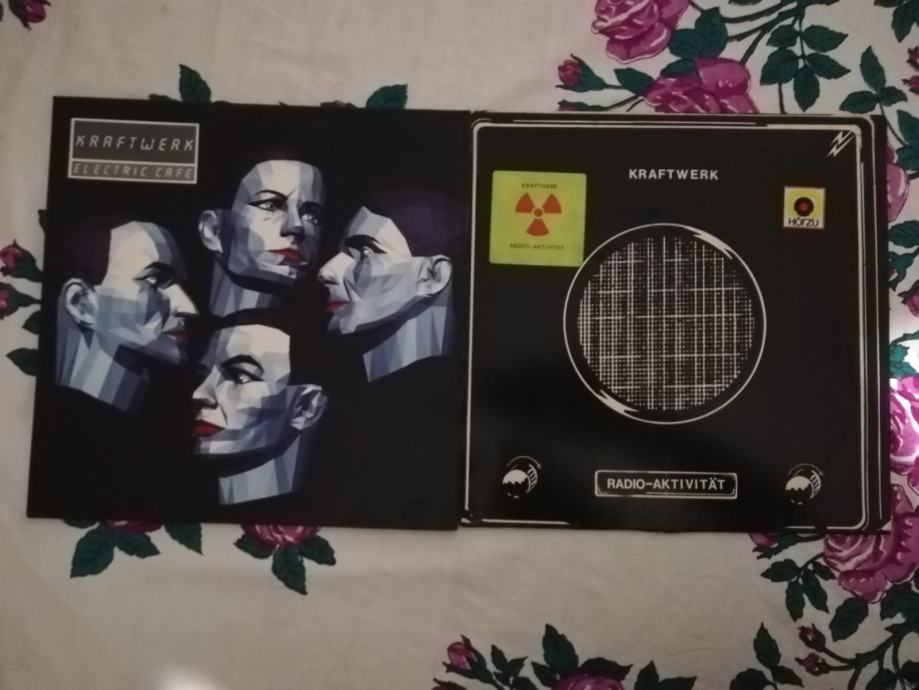 KRAFTWERK
ELECTRIC CAFE
KRAFTWERK
RADIO-AKTIVITÄT
KRAFTWERK
HÖRZU
RADIO-AKTIVITÄT